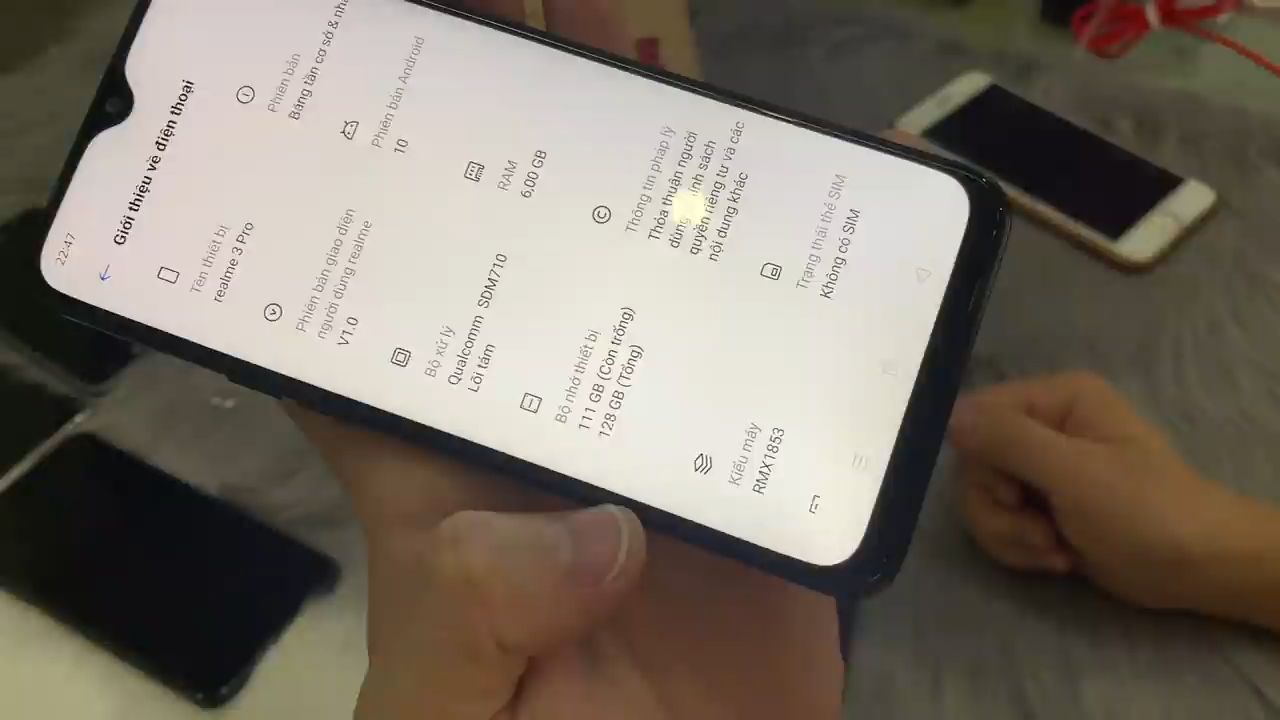 22:47
Giới thiệu về điện thoại
Tên thiết bị
realme 3 Pro
Phiên bản
Băng tần cơ sở &
Phiên bản giao diện
người dùng realme
V1.0
Phiên bản Android
10
Bộ xử lý
Qualcomm SDM710
Lõi tám
RAM
6,00 GB
Bộ nhớ thiết bị
111 GB (Còn trống)
128 GB (Tổng)
Thông tin pháp lý
Thỏa thuận người
sách
quyền riêng tư và các
nội dung khác
Kiểu máy
RMX1853
Trạng thái thẻ SIM
Không có SIM